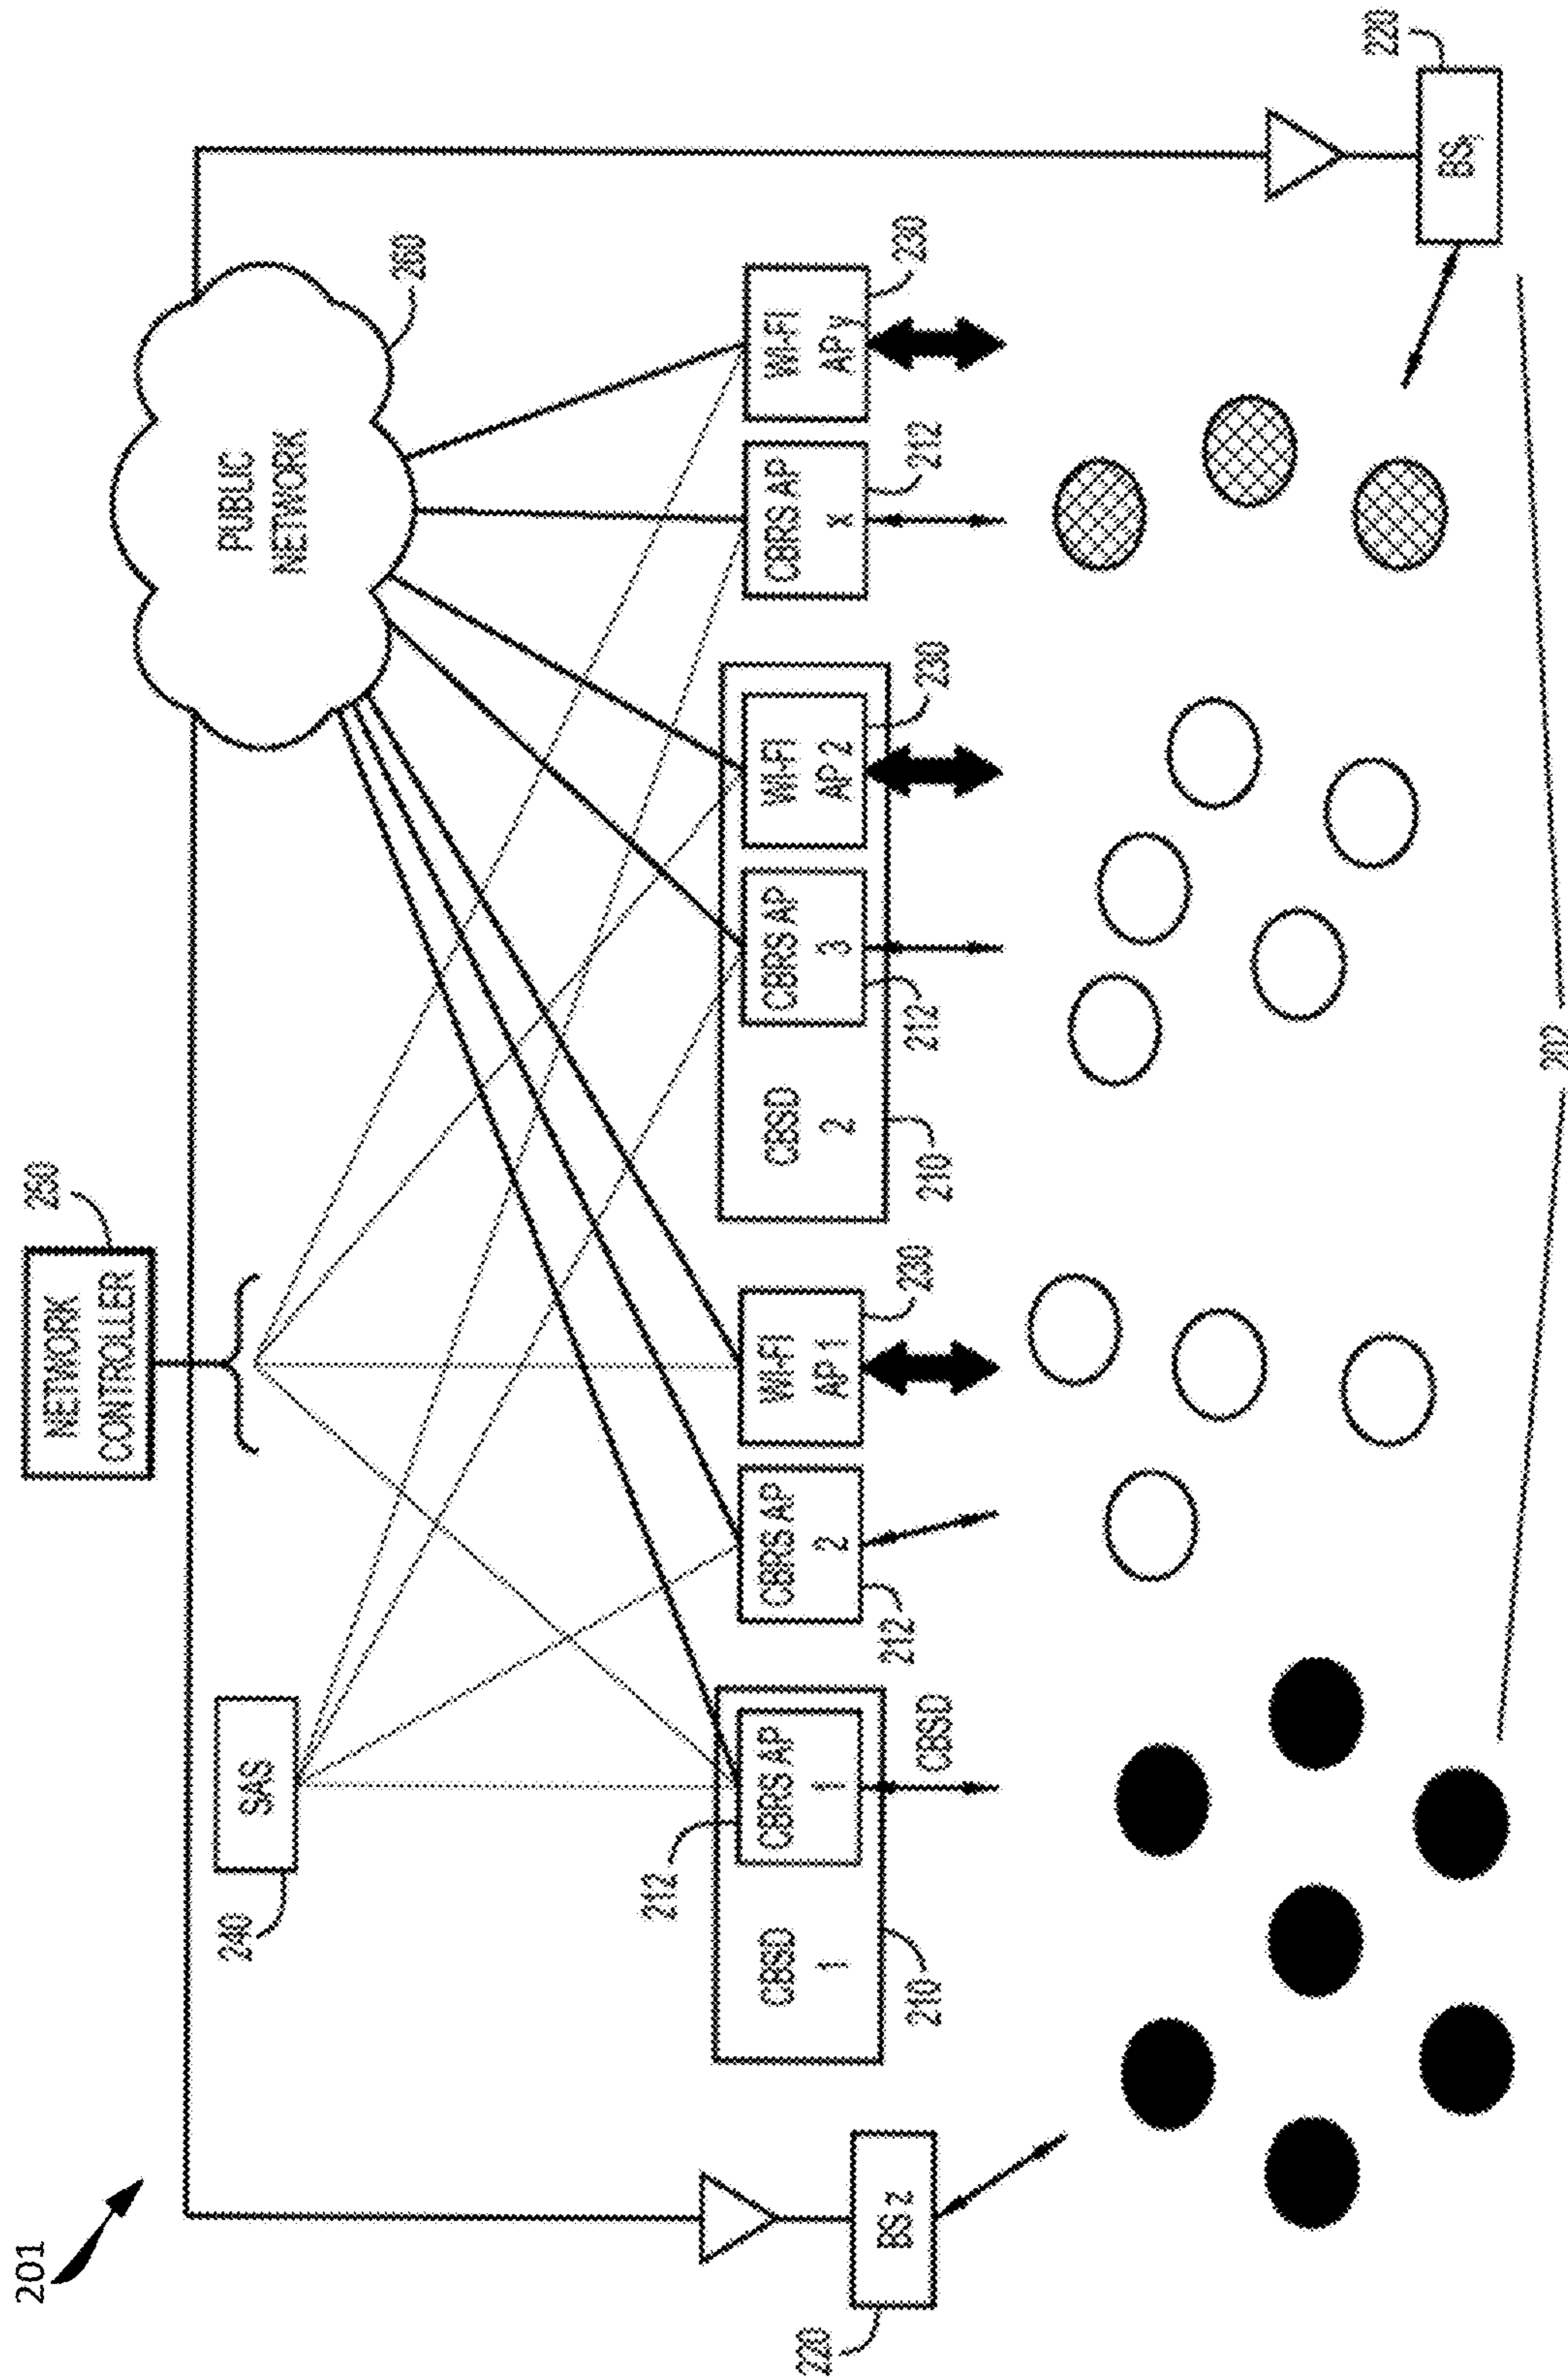 201
NETWORK
CONTROLLER
250
240
SAS
PUBLIC
NETWORK
260
212
CBSD
1
CBRS AP
1
CBRS AP
2
WI-FI
AP 1
CBSD
2
CBRS AP
3
WI-FI
AP 2
CBRS AP
x
WI-FI
AP y
220
BS z
210
CBSD
212
230
210
212
230
212
230
220
BS 1
202